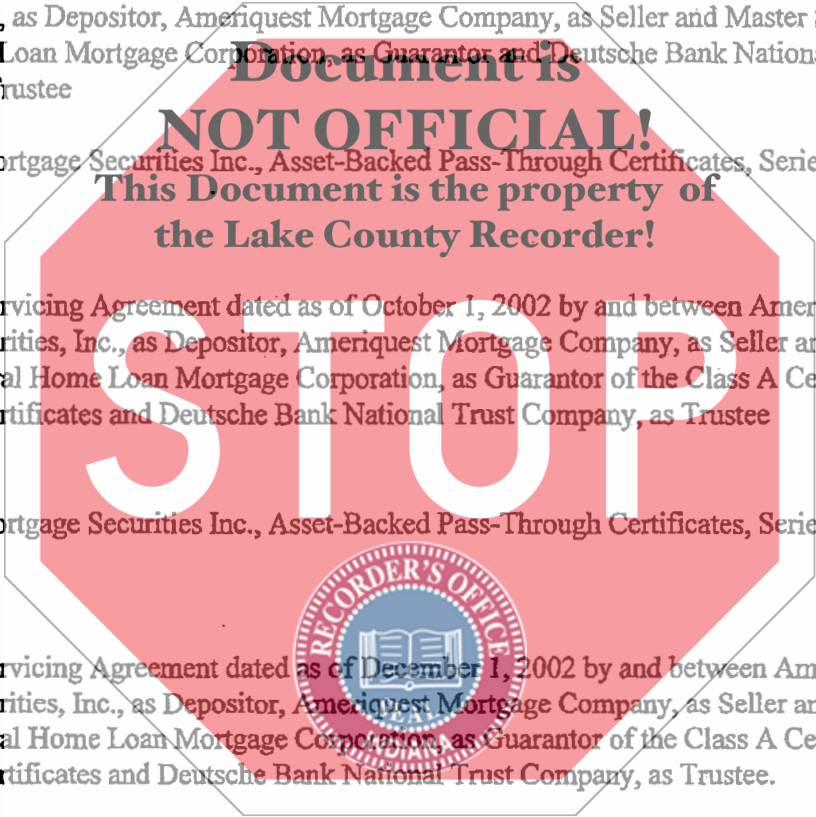 , as Depositor, Ameriquest Mortgage Company, as Seller and Master
Loan Mortgage Corporation, as Guarantor and Deutsche Bank Nation
rustee
Document is
NOT OFFICIAL!
ortgage Securities Inc., Asset-Backed Pass-Through Certificates, Serie
This Document is the property of
the Lake County Recorder!
rvicing Agreement dated as of October 1, 2002 by and between Amer
rities, Inc., as Depositor, Ameriquest Mortgage Company, as Seller an
al Home Loan Mortgage Corporation, as Guarantor of the Class A Ce
rtificates and Deutsche Bank National Trust Company, as Trustee
STOP
ortgage Securities Inc., Asset-Backed Pass-Through Certificates, Serie
RECORDER'S OFFICE
SEAL
INDIANA
rvicing Agreement dated as of December 1, 2002 by and between Am
rities, Inc., as Depositor, Ameriquest Mortgage Company, as Seller an
al Home Loan Mortgage Corporation, as Guarantor of the Class A Ce
rtificates and Deutsche Bank National Trust Company, as Trustee.